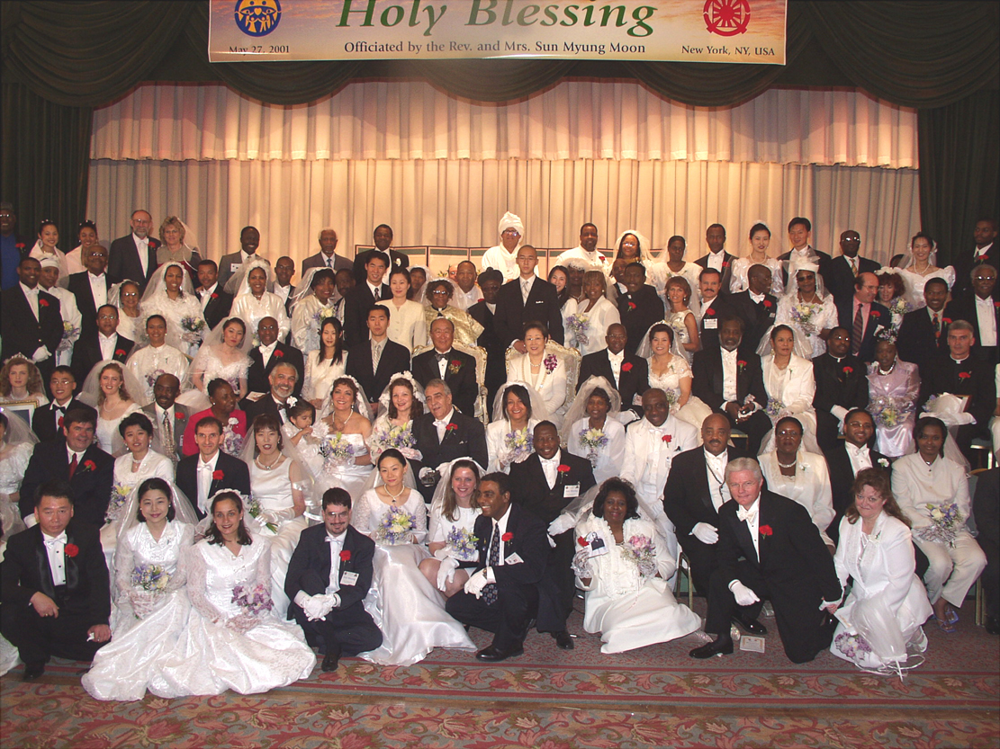 Holy Blessing
May 27, 2001
Officiated by the Rev. and Mrs. Sun Myung Moon
New York, NY, USA